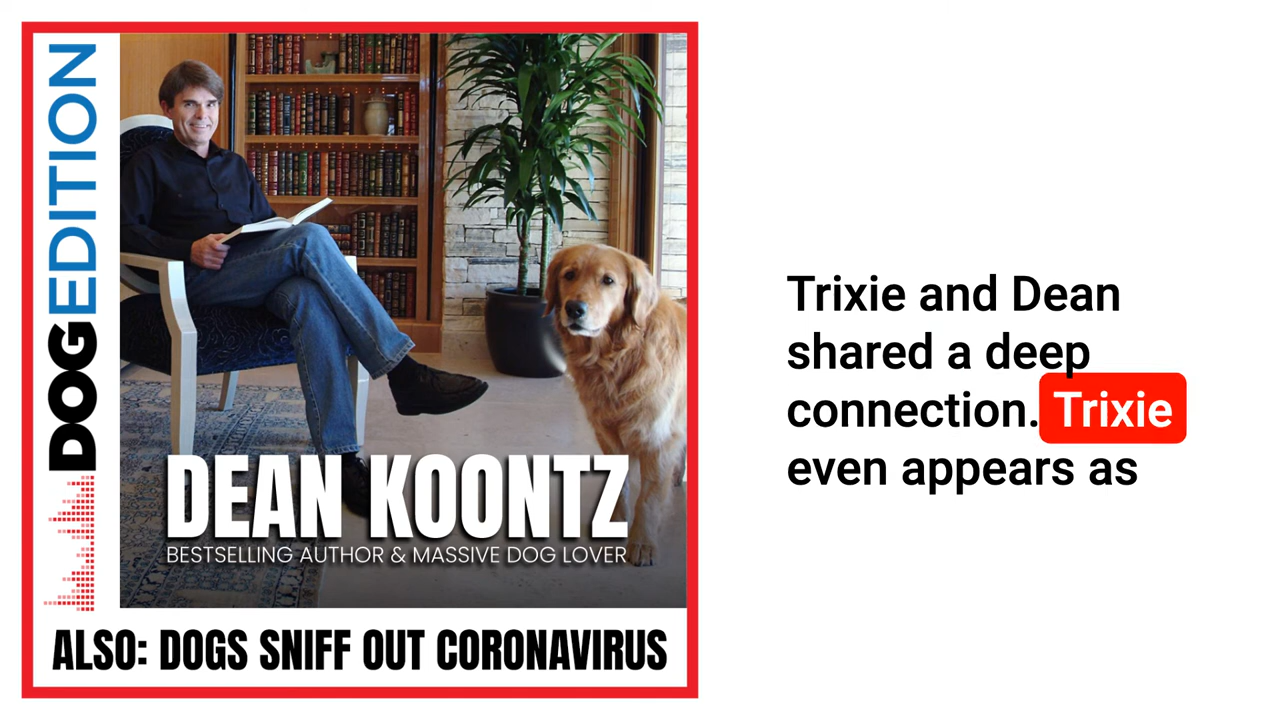 DOGEDITION
DEAN KOONTZ
BESTSELLING AUTHOR & MASSIVE DOG LOVER
ALSO: DOGS SNIFF OUT CORONAVIRUS
Trixie and Dean
shared a deep
connection. Trixie
even appears as